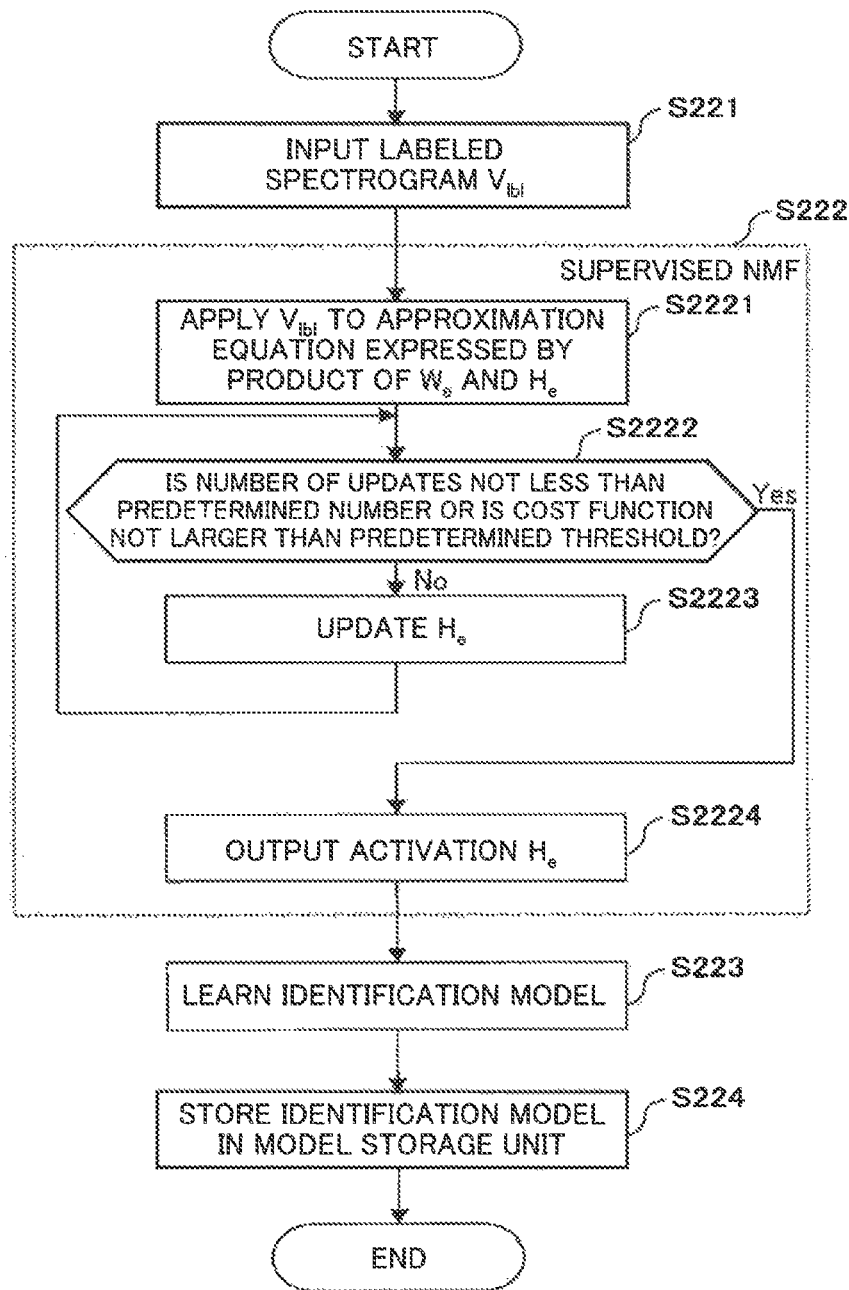 START
S221
INPUT LABELED
SPECTROGRAM V_lbl
S222
SUPERVISED NMF
S2221
APPLY V_lbl TO APPROXIMATION
EQUATION EXPRESSED BY
PRODUCT OF W_e AND H_e
S2222
IS NUMBER OF UPDATES NOT LESS THAN
PREDETERMINED NUMBER OR IS COST FUNCTION
NOT LARGER THAN PREDETERMINED THRESHOLD?
Yes
No
S2223
UPDATE H_e
S2224
OUTPUT ACTIVATION H_e
S223
LEARN IDENTIFICATION MODEL
S224
STORE IDENTIFICATION MODEL
IN MODEL STORAGE UNIT
END